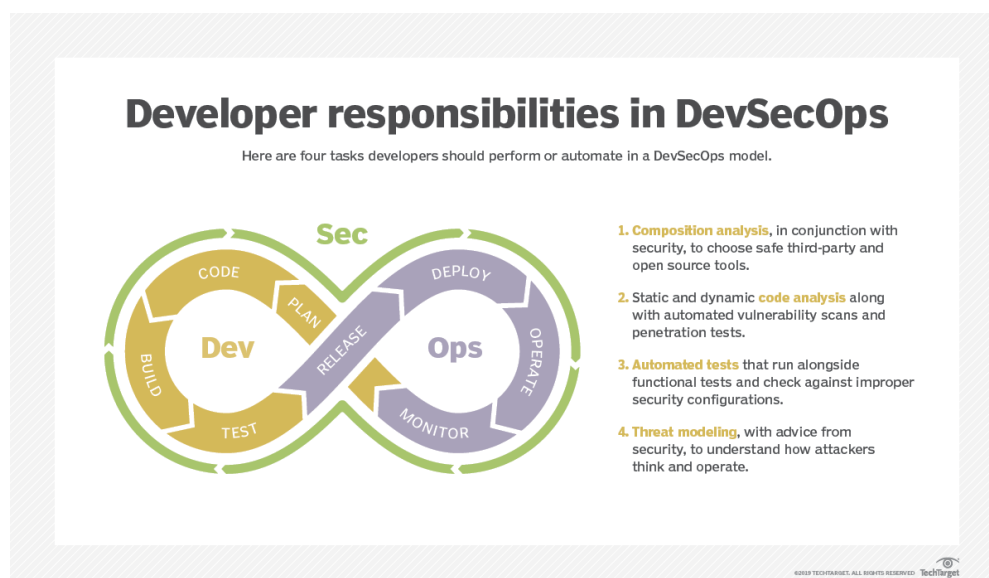 Developer responsibilities in DevSecOps
Here are four tasks developers should perform or automate in a DevSecOps model.
Sec
CODE
PLAN
BUILD
TEST
Dev
RELEASE
DEPLOY
OPERATE
MONITOR
Ops
1. Composition analysis, in conjunction with
security, to choose safe third-party and
open source tools.
2. Static and dynamic code analysis along
with automated vulnerability scans and
penetration tests.
3. Automated tests that run alongside
functional tests and check against improper
security configurations.
4. Threat modeling, with advice from
security, to understand how attackers
think and operate.
©2019 TECHTARGET. ALL RIGHTS RESERVED
TechTarget